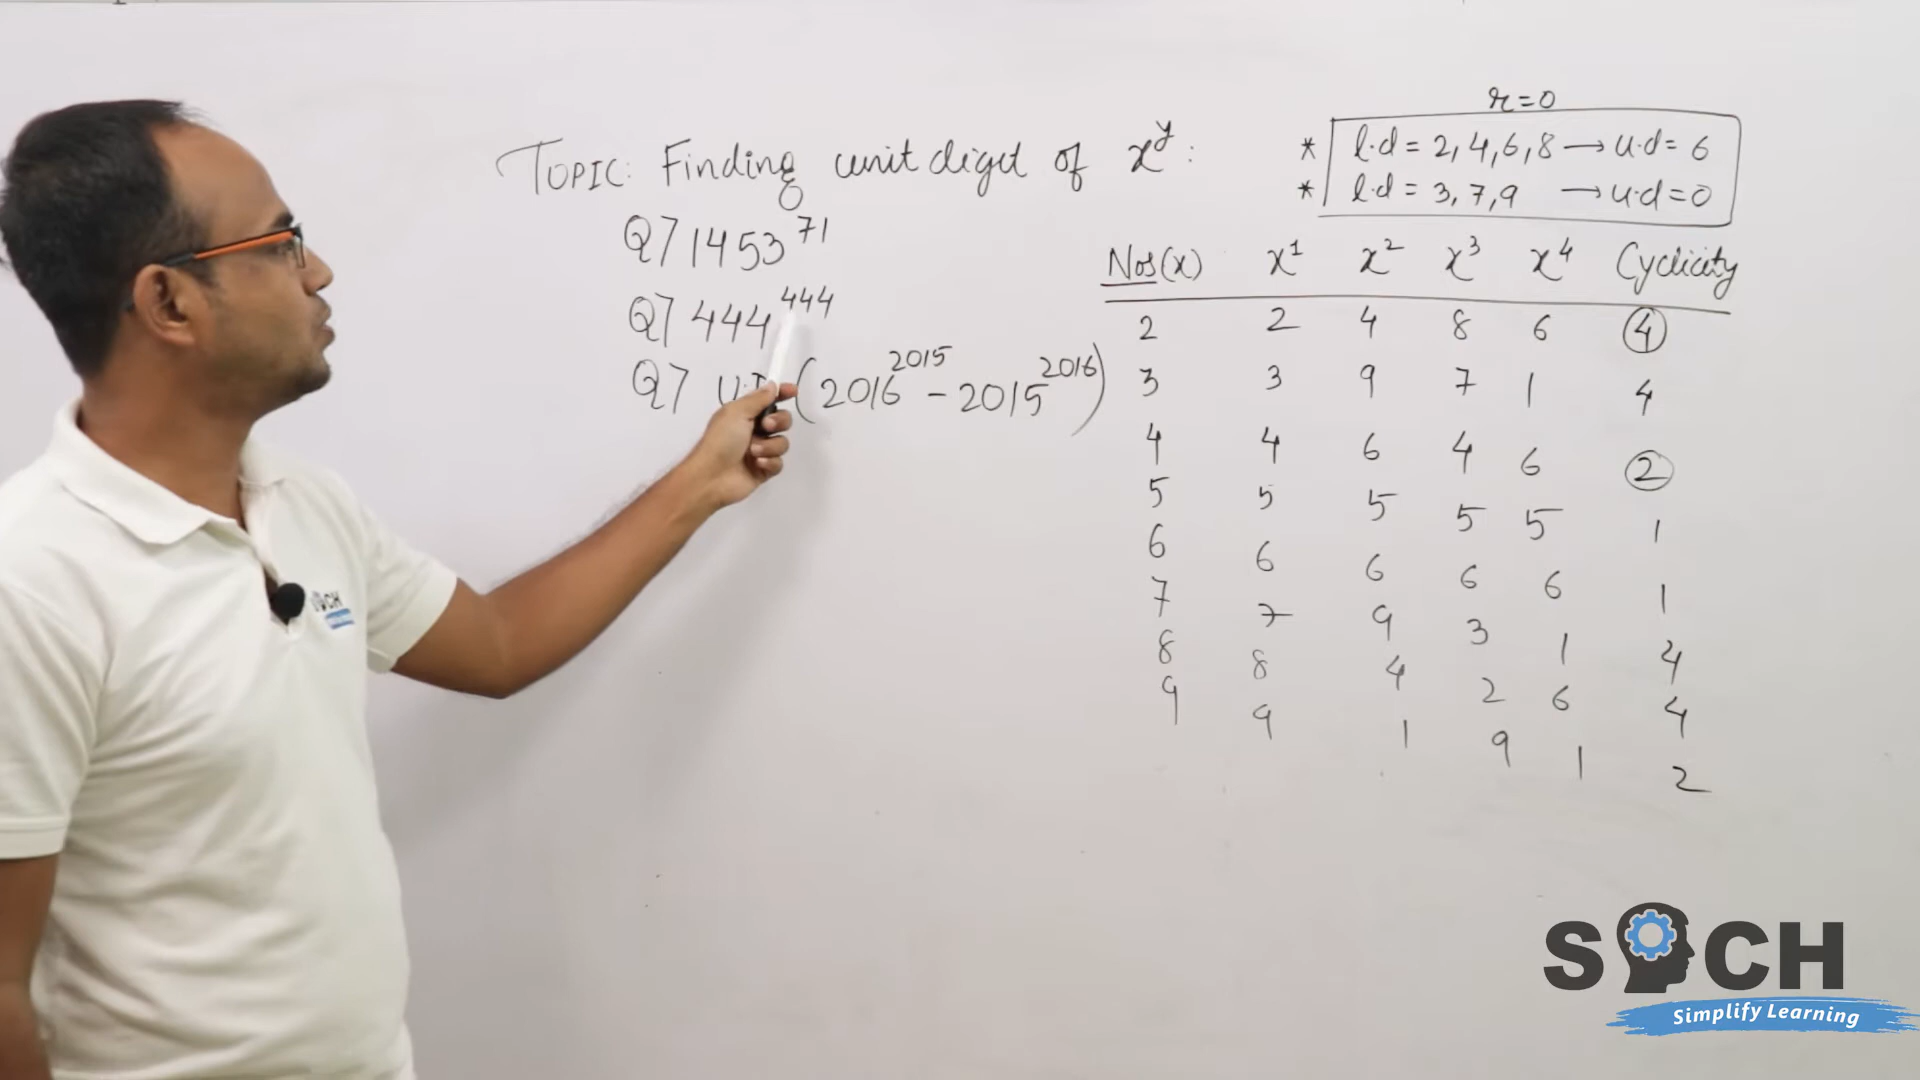 TOPIC: Finding unit digit of x^y :
Q7 1453^71
Q7 444^444
Q7 (2016^2015 - 2015^2016)
r=0
* l.d = 2,4,6,8 → u.d = 6
* l.d = 3,7,9 → u.d=0
Nos(x) x^1 x^2 x^3 x^4 Cyclicity
2 2 4 8 6 4
3 3 9 7 1 4
4 4 6 4 6 2
5 5 5 5 5 1
6 6 6 6 6 1
7 7 9 3 1 4
8 8 4 2 6 4
9 9 1 9 1 2
SOCH
Simplify Learning